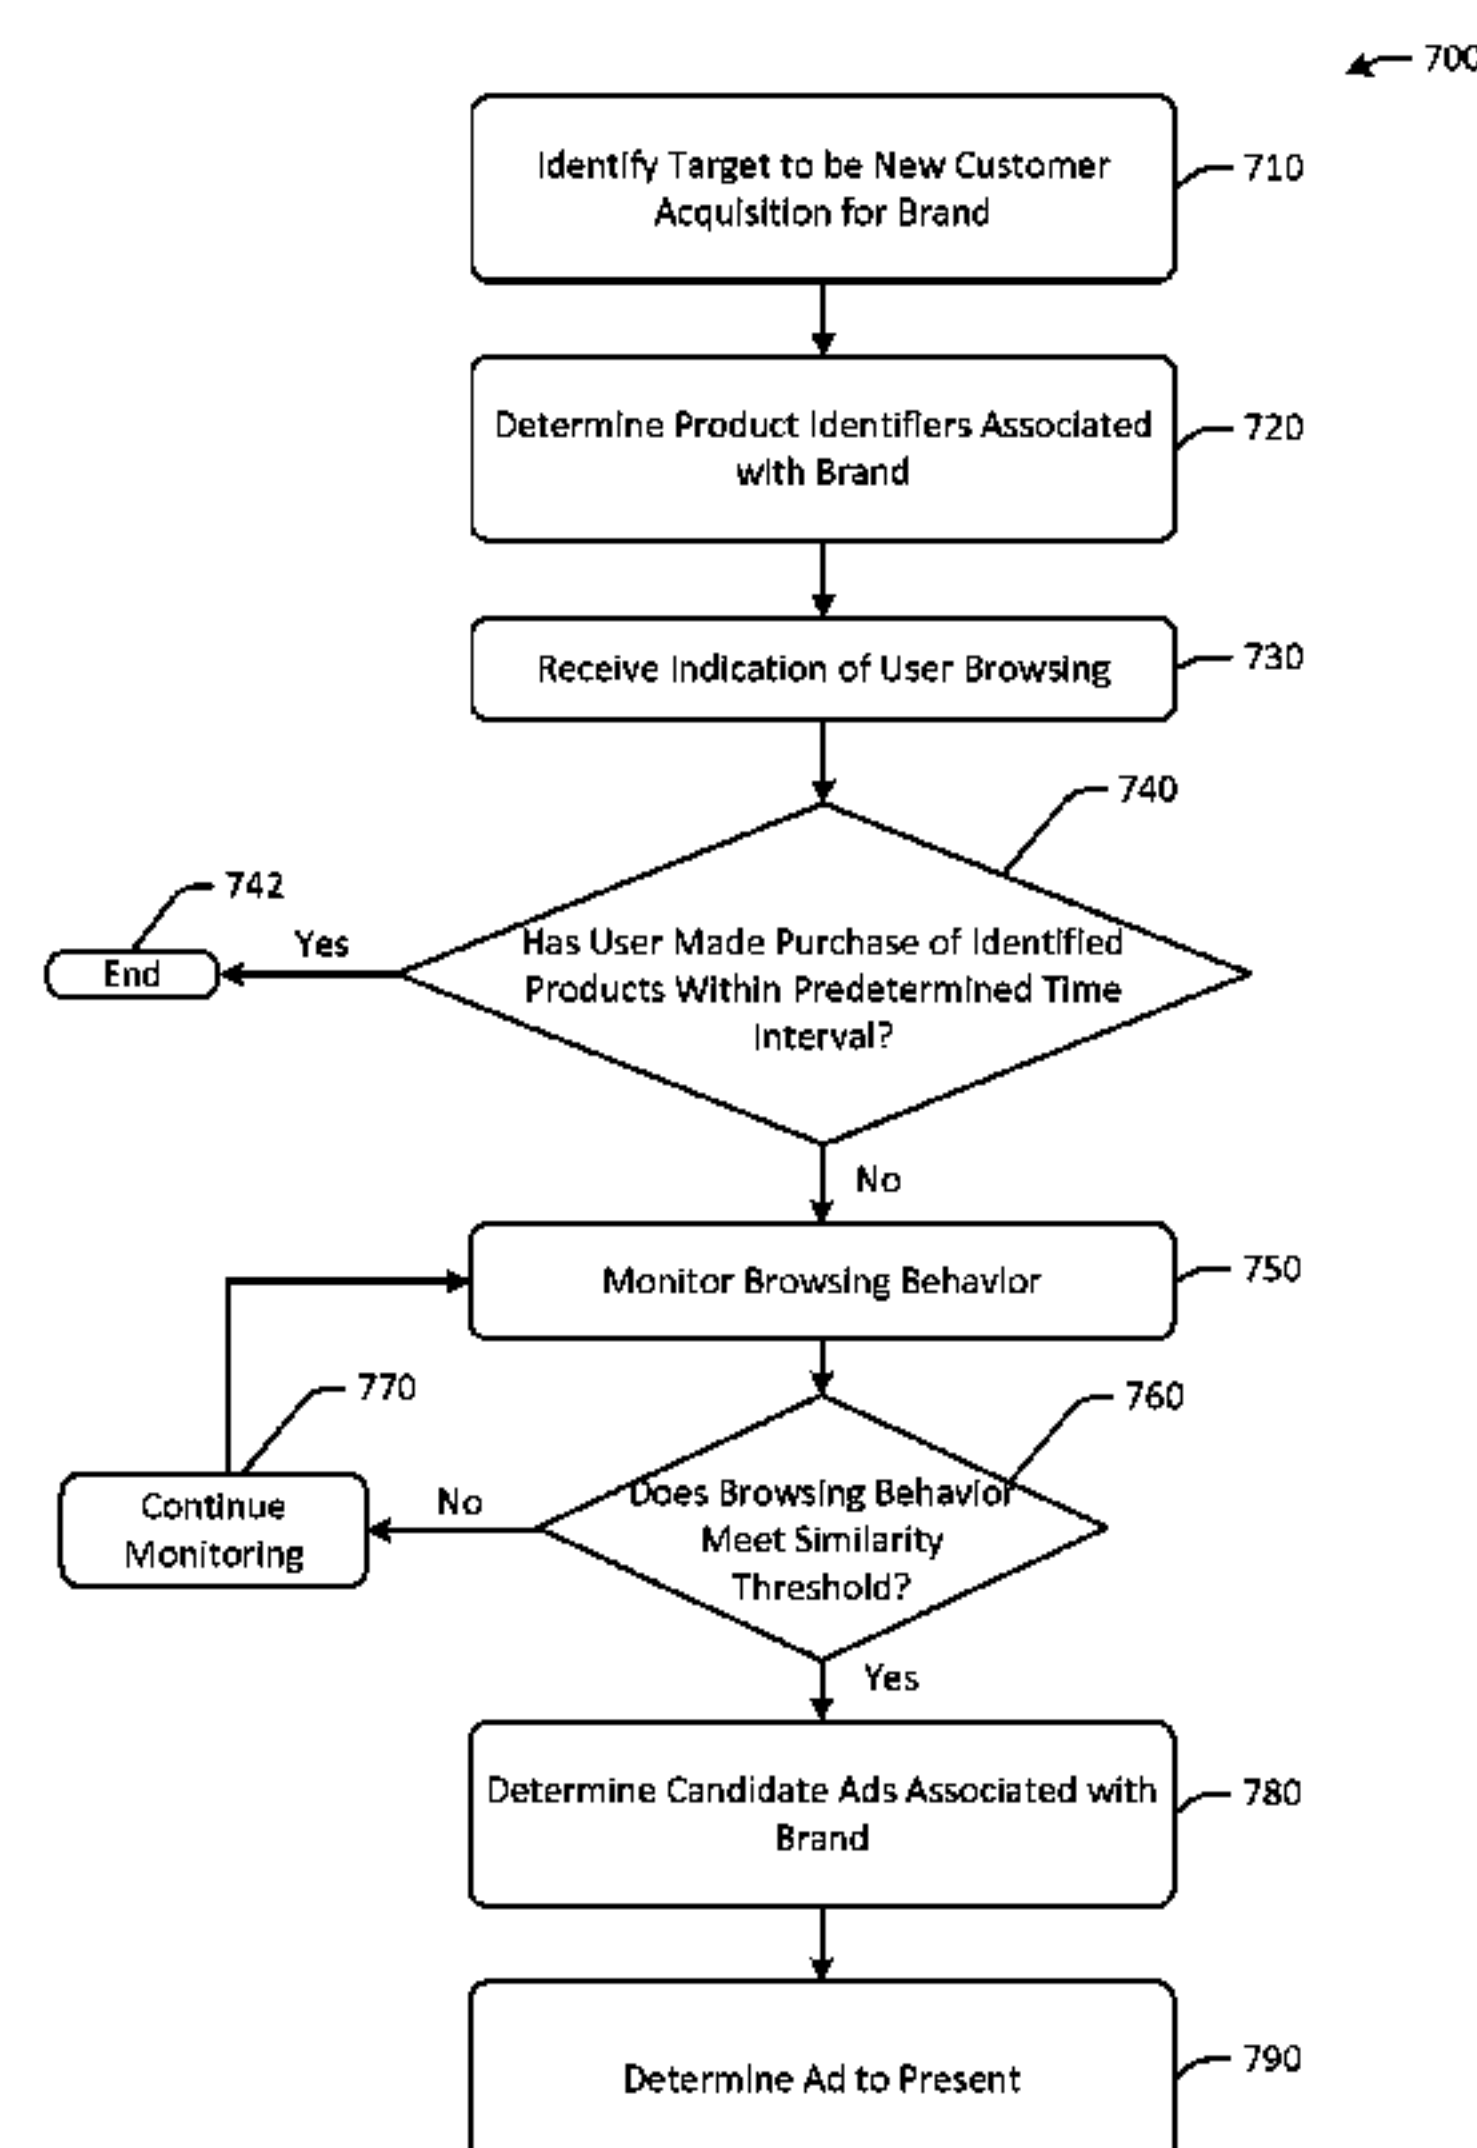 700
Identify Target to be New Customer
Acquisition for Brand
710
Determine Product Identifiers Associated
with Brand
720
Receive Indication of User Browsing
730
740
742
Yes
End
Has User Made Purchase of Identified
Products Within Predetermined Time
Interval?
No
Monitor Browsing Behavior
750
770
760
Continue
Monitoring
No
Does Browsing Behavior
Meet Similarity
Threshold?
Yes
Determine Candidate Ads Associated with
Brand
780
Determine Ad to Present
790